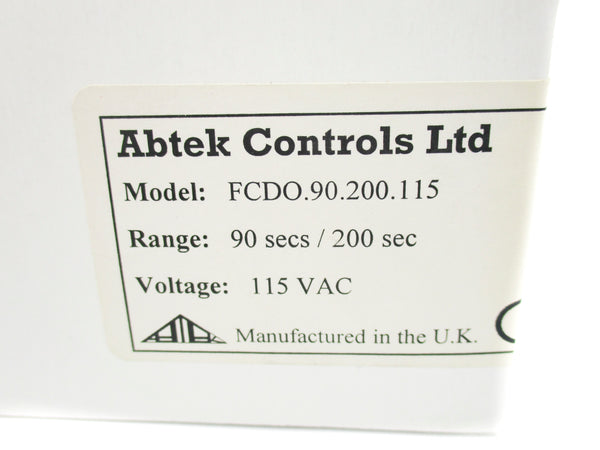 Abtek Controls Ltd
Model: FCDO.90.200.115
Range: 90 secs / 200 sec
Voltage: 115 VAC
Manufactured in the U.K.